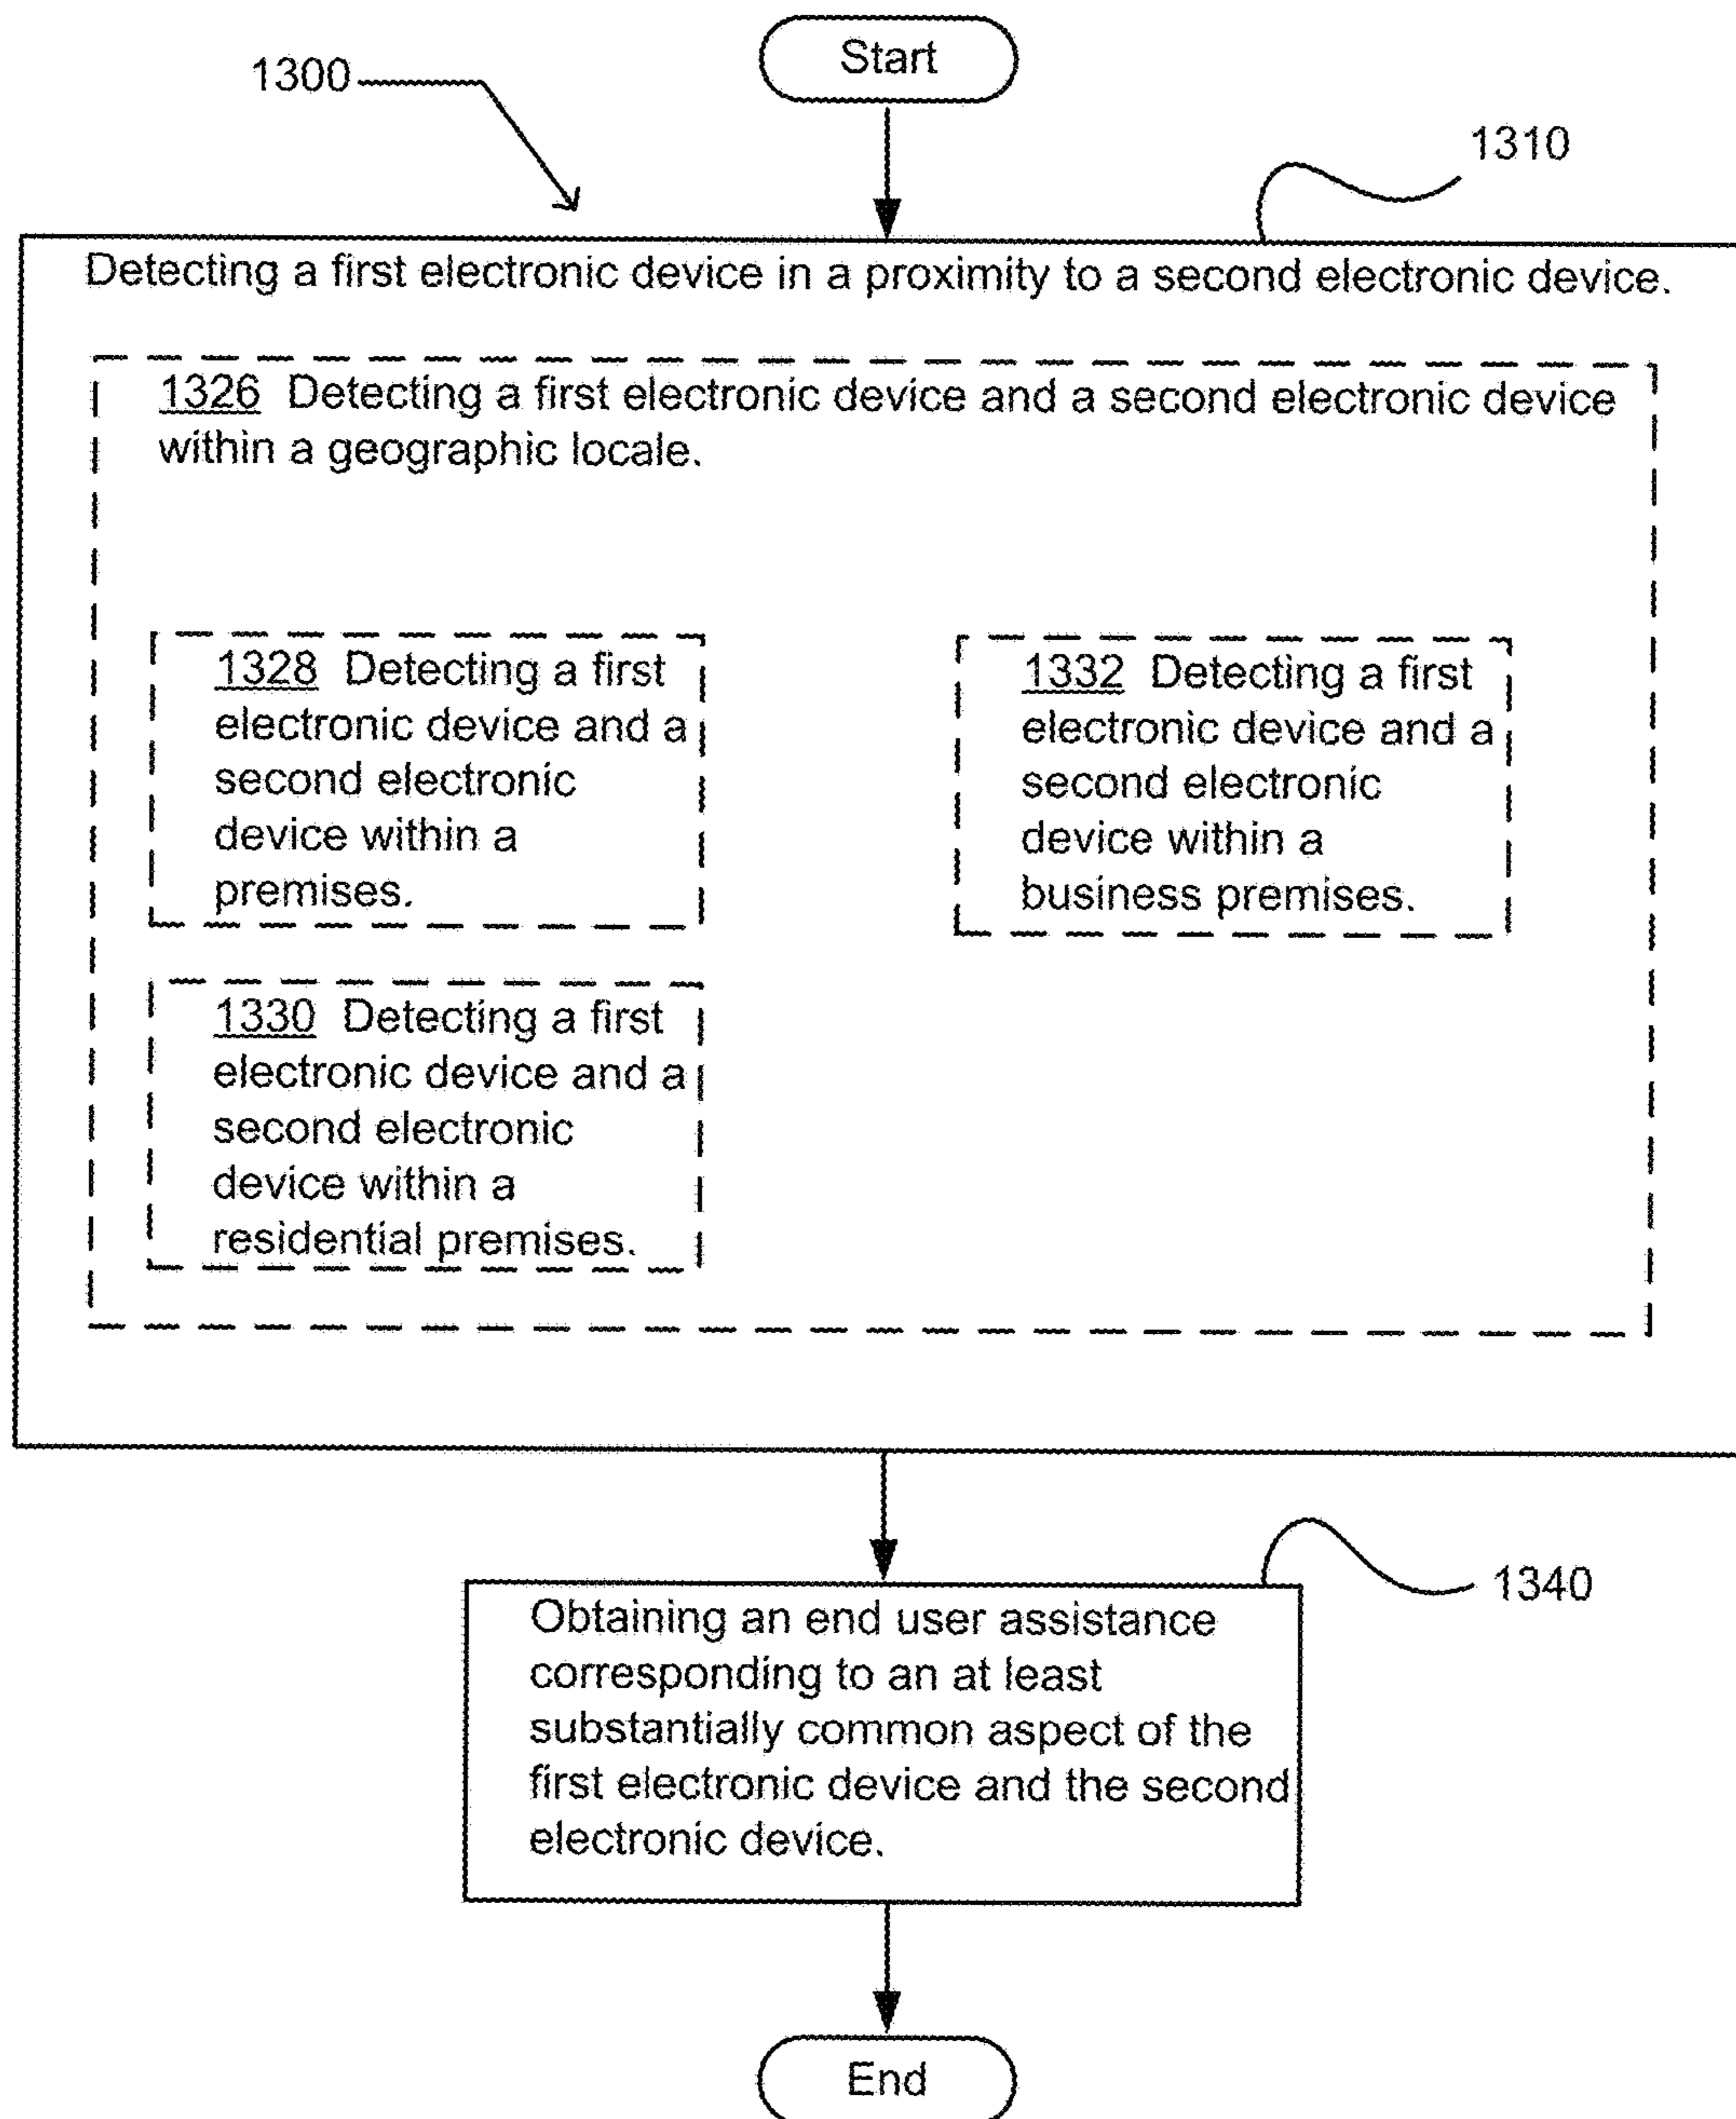 Start
1300
1310
Detecting a first electronic device in a proximity to a second electronic device.
1326 Detecting a first electronic device and a second electronic device
within a geographic locale.
1328 Detecting a first
electronic device and a
second electronic
device within a
premises.
1332 Detecting a first
electronic device and a
second electronic
device within a
business premises.
1330 Detecting a first
electronic device and a
second electronic
device within a
residential premises.
1340
Obtaining an end user assistance
corresponding to an at least
substantially common aspect of the
first electronic device and the second
electronic device.
End